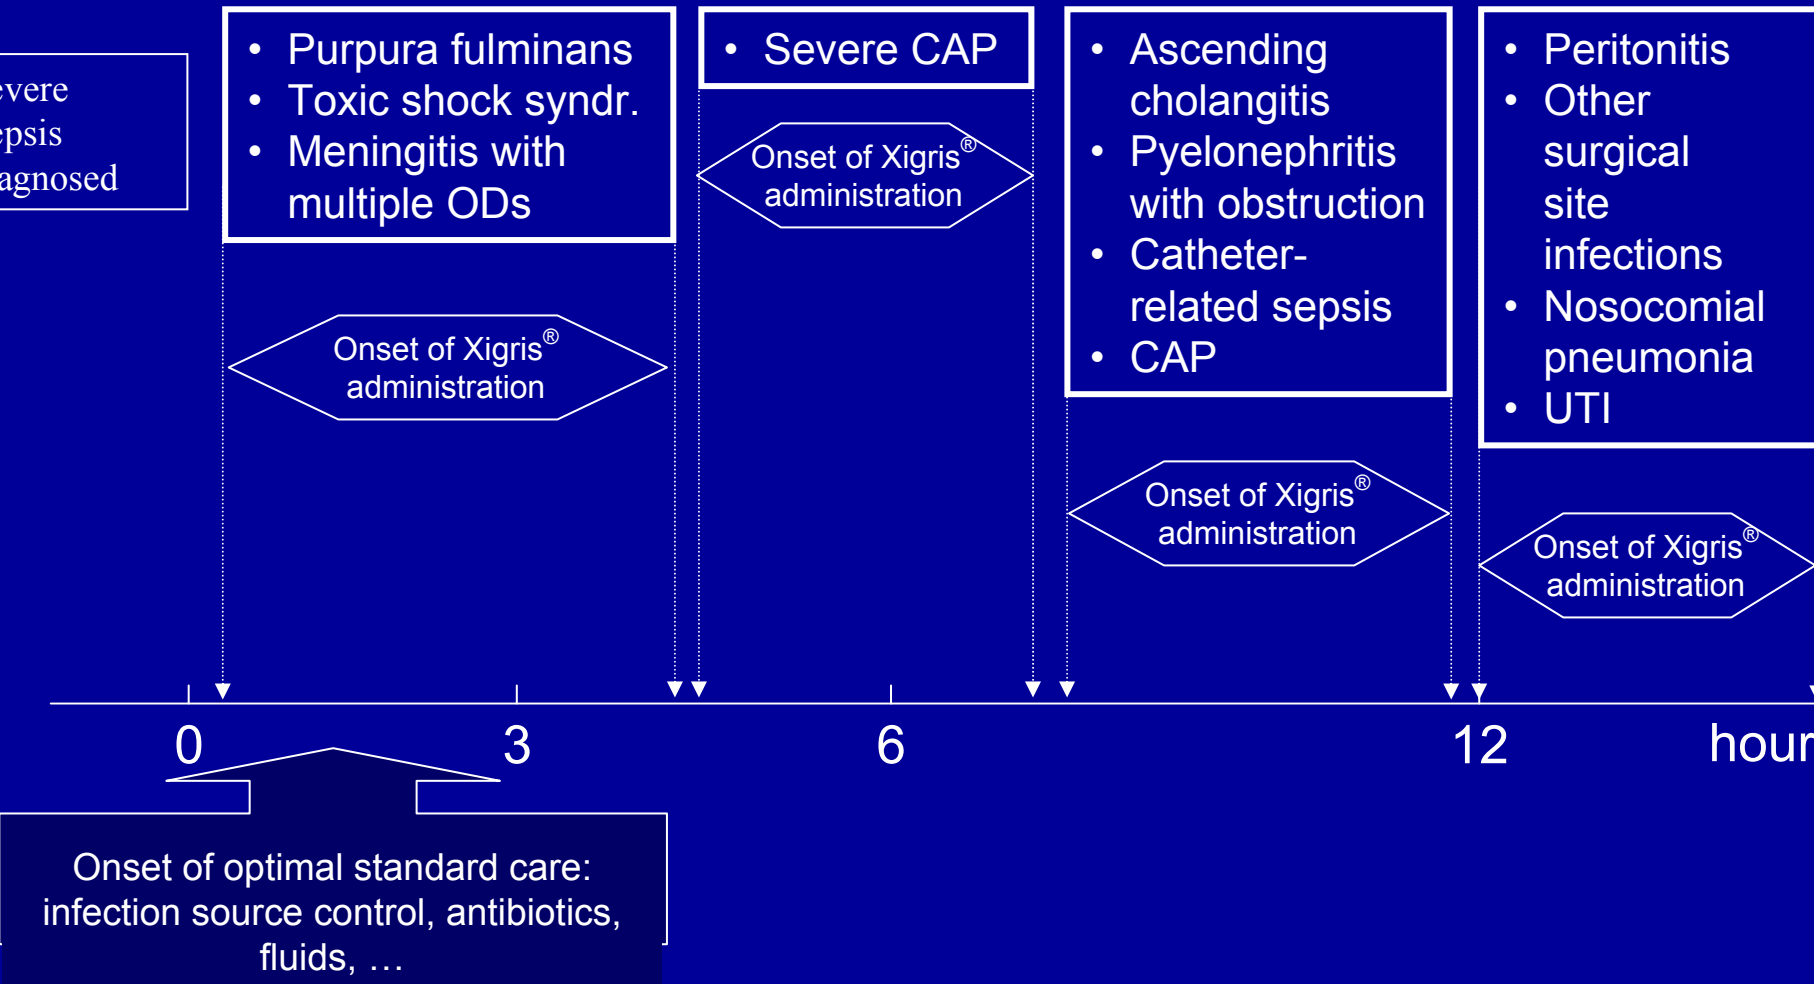 evere
epsis
agnosed
• Purpura fulminans
• Toxic shock syndr.
• Meningitis with
multiple ODs
Onset of Xigris®
administration
• Severe CAP
Onset of Xigris®
administration
• Ascending
cholangitis
• Pyelonephritis
with obstruction
• Catheter-
related sepsis
• CAP
Onset of Xigris®
administration
• Peritonitis
• Other
surgical
site
infections
• Nosocomial
pneumonia
• UTI
Onset of Xigris®
administration
0 3 6 12 hour
Onset of optimal standard care:
infection source control, antibiotics,
fluids, …